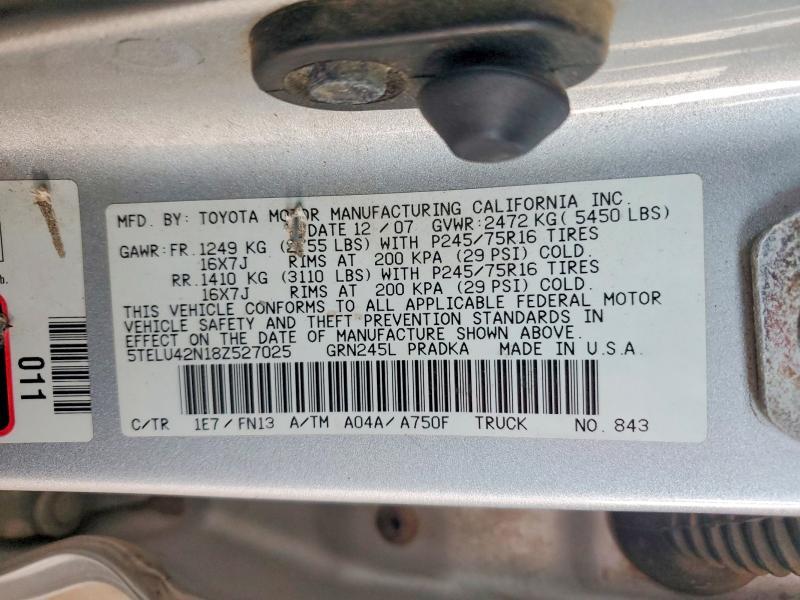 MFD. BY: TOYOTA MOTOR MANUFACTURING CALIFORNIA INC.
DATE 12 / 07 GVWR: 2472 KG ( 5450 LBS)
GAWR: FR. 1249 KG ( LBS) WITH P245/75R16 TIRES
16X7J RIMS AT 200 KPA (29 PSI) COLD.
RR. 1410 KG (3110 LBS) WITH P245/75R16 TIRES
16X7J RIMS AT 200 KPA (29 PSI) COLD.
THIS VEHICLE CONFORMS TO ALL APPLICABLE FEDERAL MOTOR
VEHICLE SAFETY AND THEFT PREVENTION STANDARDS IN
EFFECT ON THE DATE OF MANUFACTURE SHOWN ABOVE.
5TELU42N18Z527025 GRN245L PRADKA MADE IN U.S.A.
C/TR 1E7 / FN13 A/TM A04A / A750F TRUCK NO. 843
011
b.